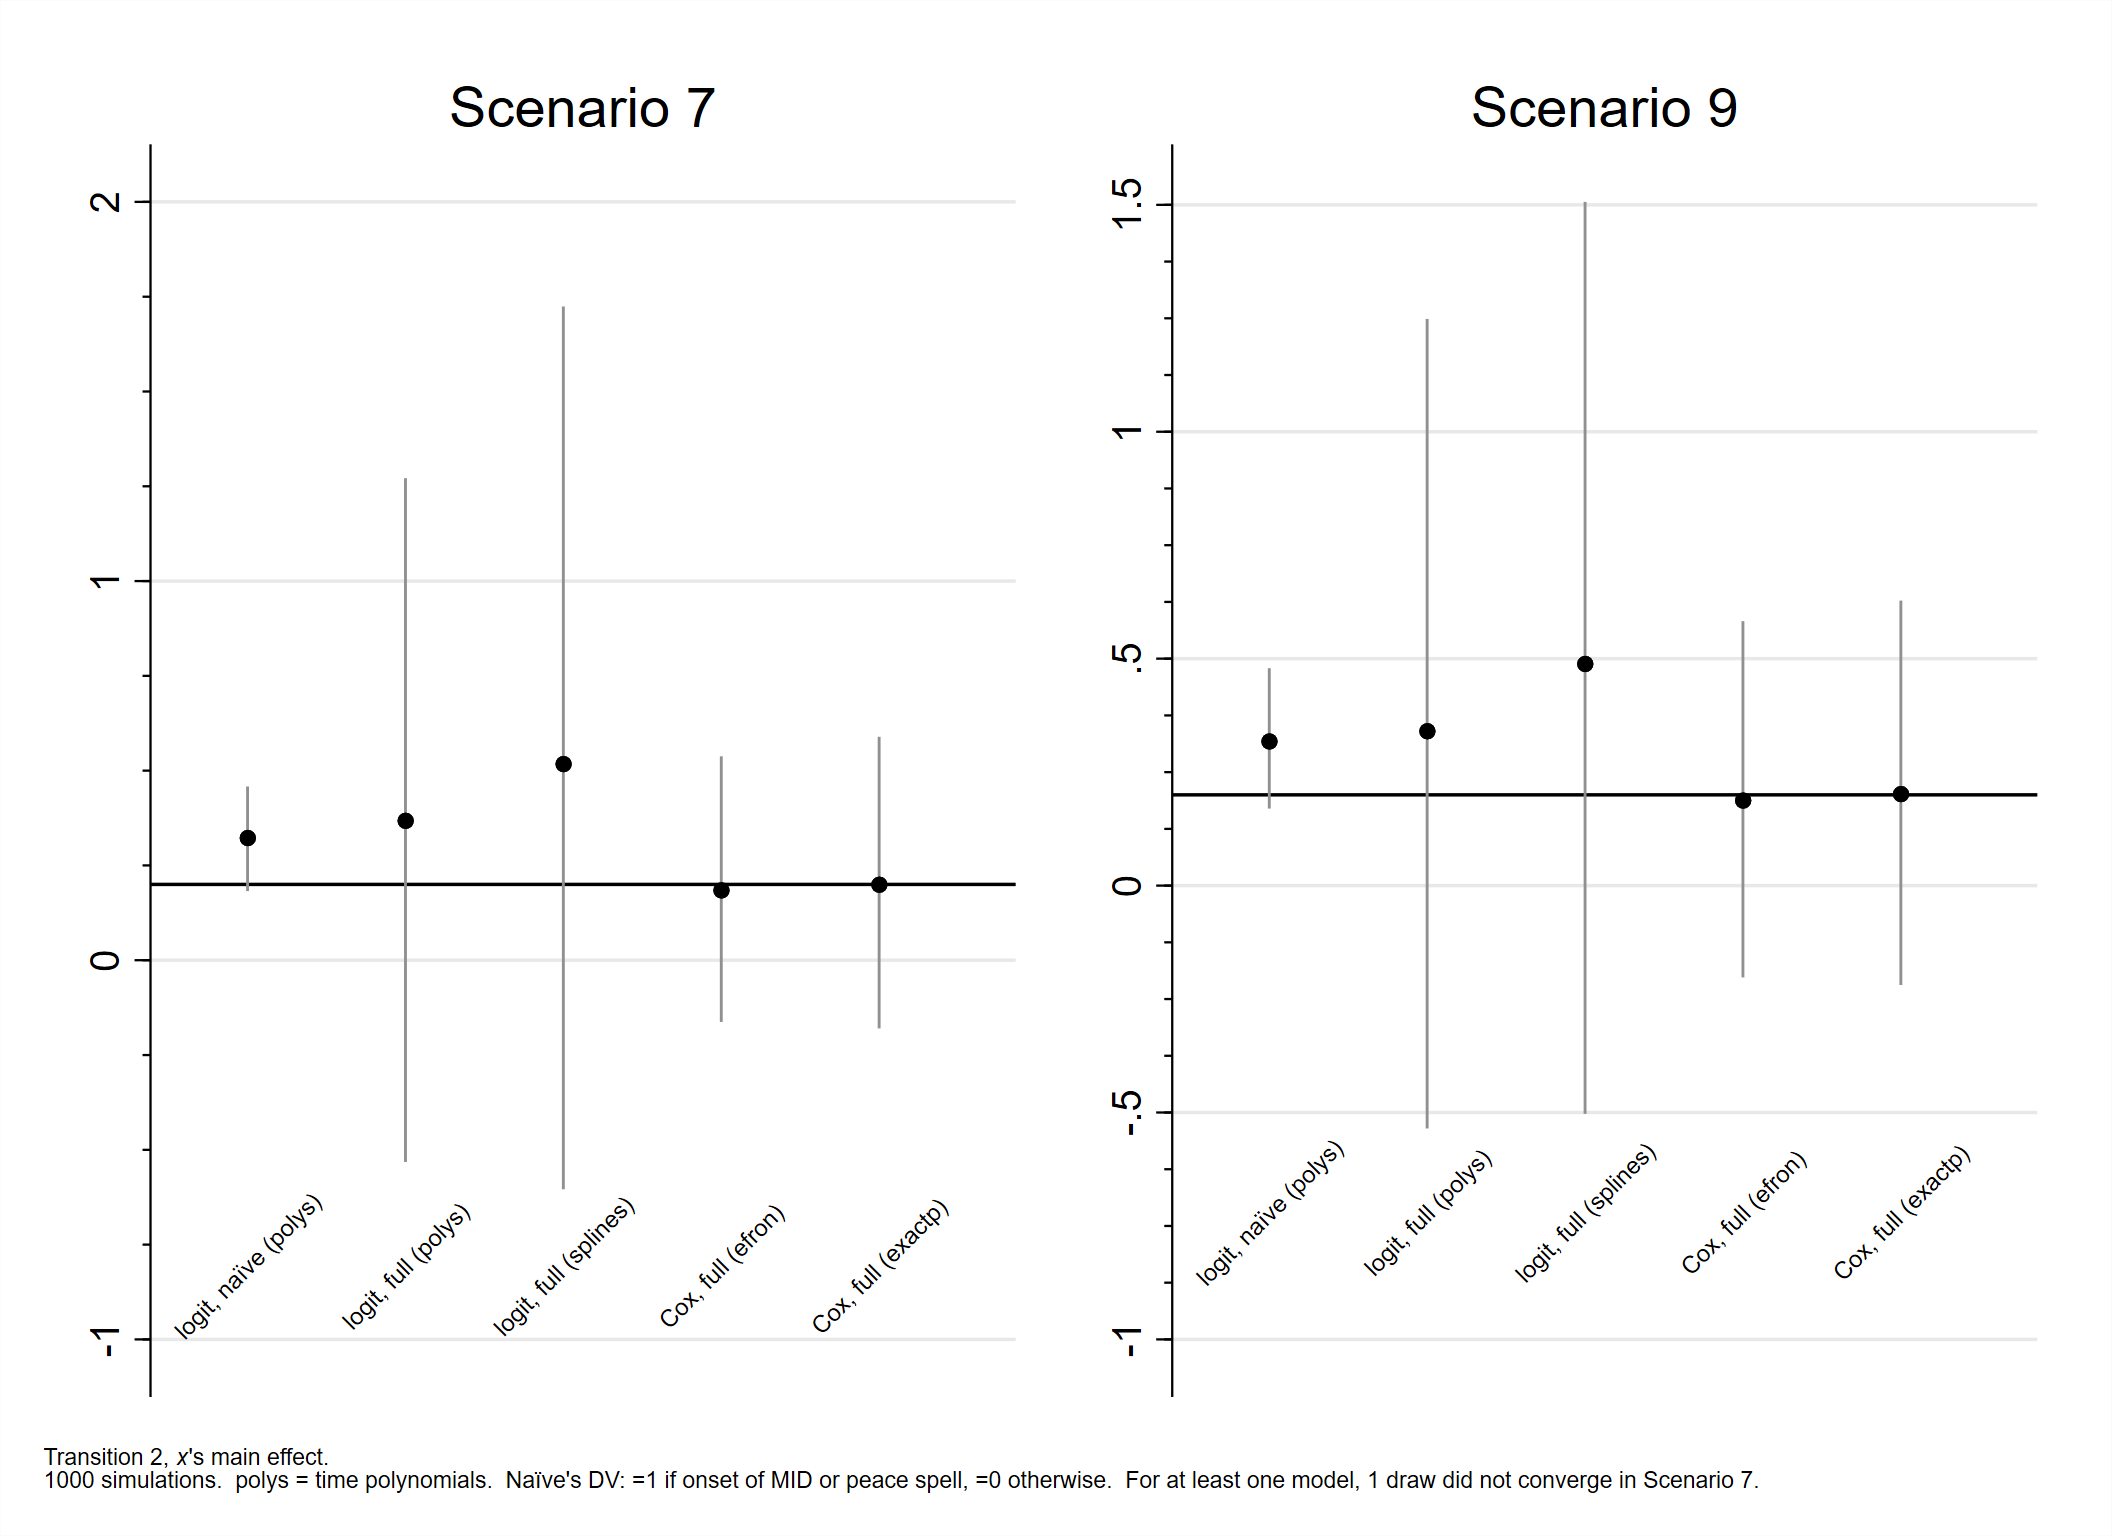 Scenario 7
2
1
0
-1
logit, naïve (polys)
logit, full (polys)
logit, full (splines)
Cox, full (efron)
Cox, full (exactp)
Scenario 9
1.5
1
.5
0
-.5
-1
logit, naïve (polys)
logit, full (polys)
logit, full (splines)
Cox, full (efron)
Cox, full (exactp)
Transition 2, x's main effect.
1000 simulations.  polys = time polynomials.  Naïve's DV: =1 if onset of MID or peace spell, =0 otherwise.  For at least one model, 1 draw did not converge in Scenario 7.